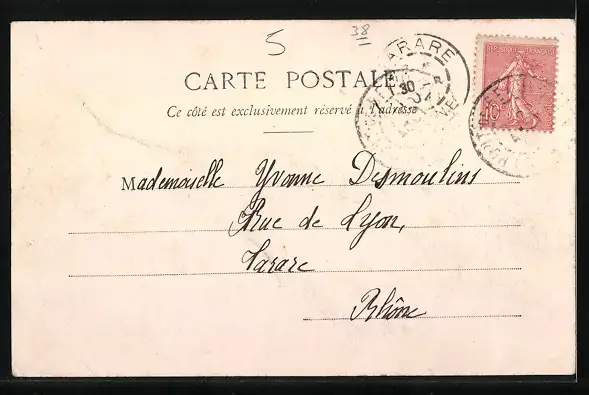 5
38
TARARE
RÉPUBLIQUE FRANÇAISE
CARTE POSTALE
30
04
10
Ce côté est exclusivement réservé à l'adresse
Mademoiselle Yvonne Desmoulins
Rue de Lyon,
Tarare
Rhône